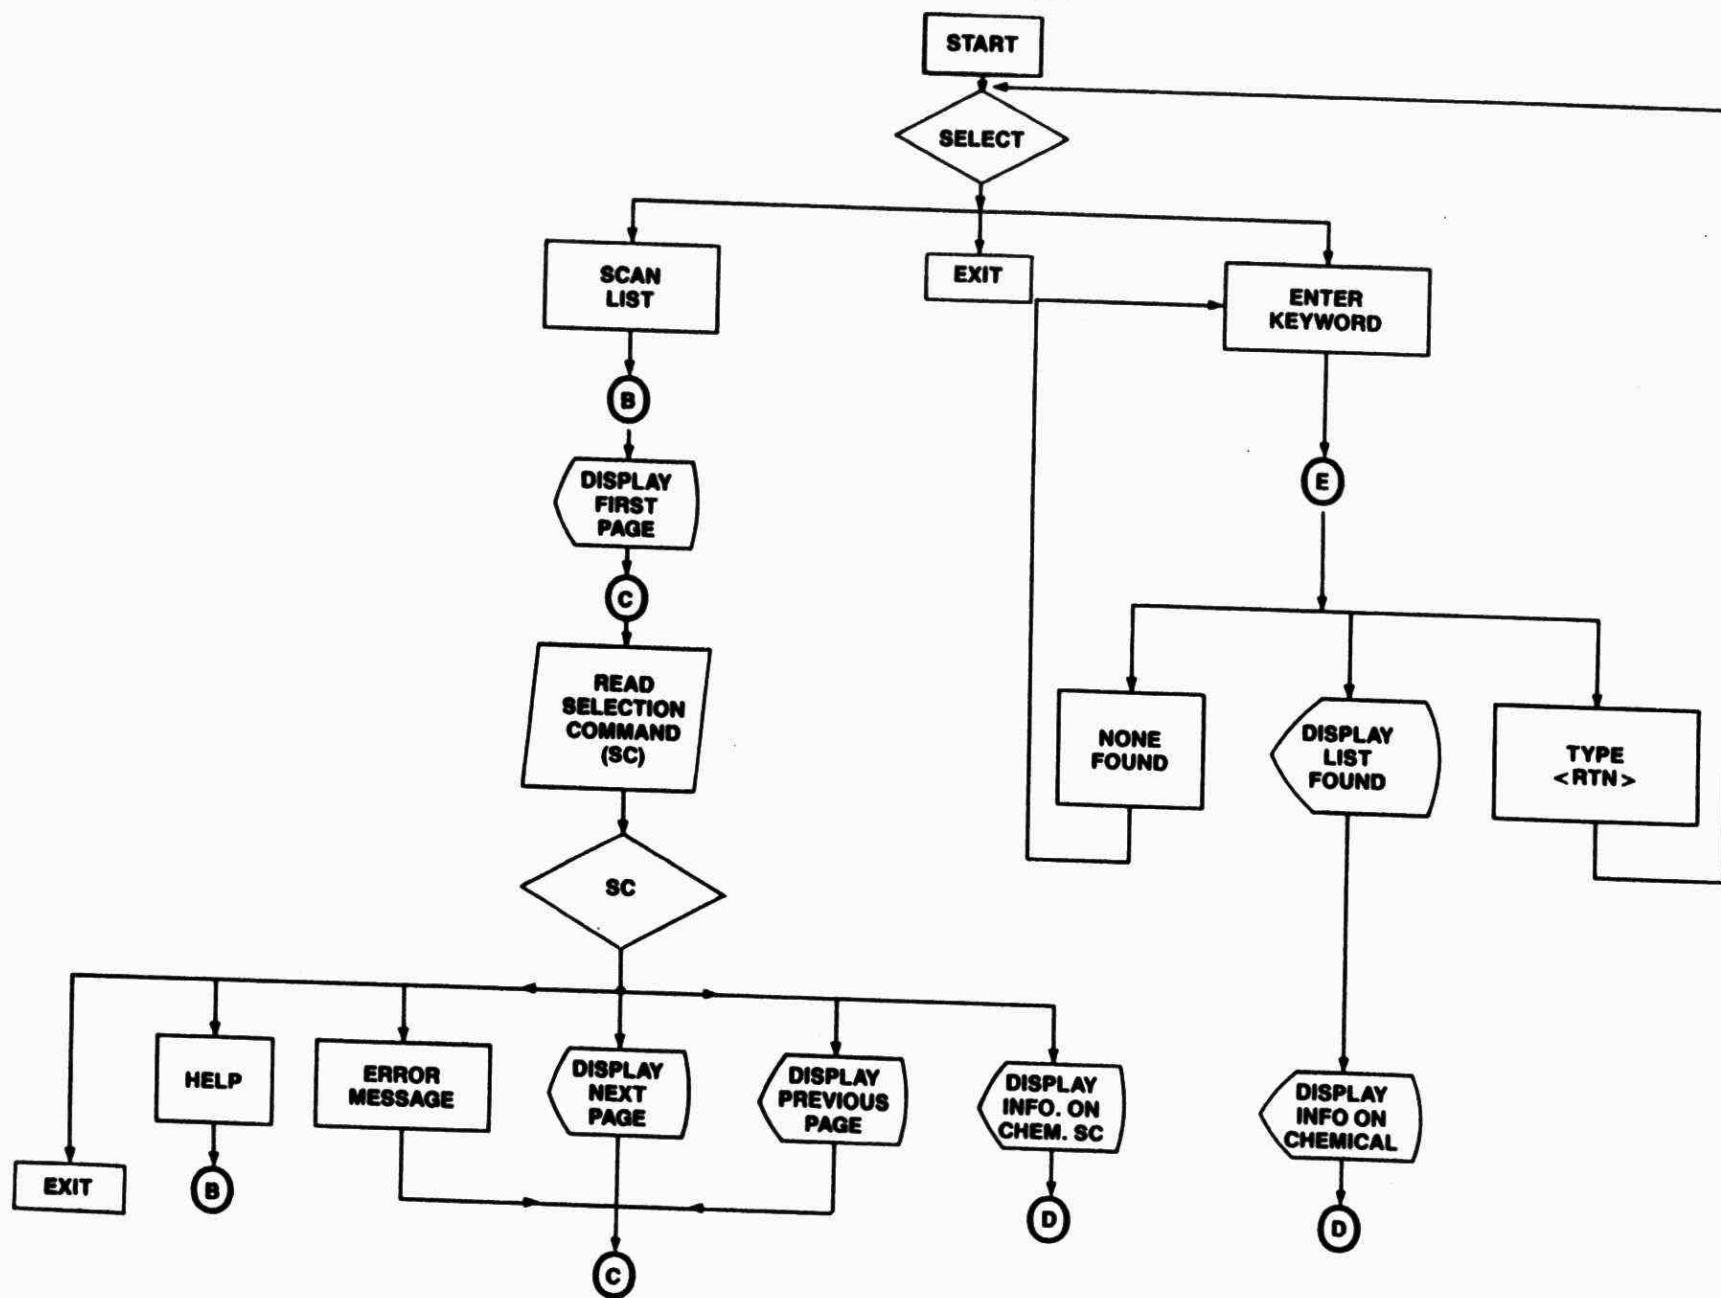 START
SELECT
SCAN
LIST
EXIT
ENTER
KEYWORD
B
DISPLAY
FIRST
PAGE
E
C
READ
SELECTION
COMMAND
(SC)
NONE
FOUND
DISPLAY
LIST
FOUND
TYPE
<RTN>
SC
HELP
ERROR
MESSAGE
DISPLAY
NEXT
PAGE
DISPLAY
PREVIOUS
PAGE
DISPLAY
INFO. ON
CHEM. SC
DISPLAY
INFO ON
CHEMICAL
EXIT
B
D
D
C